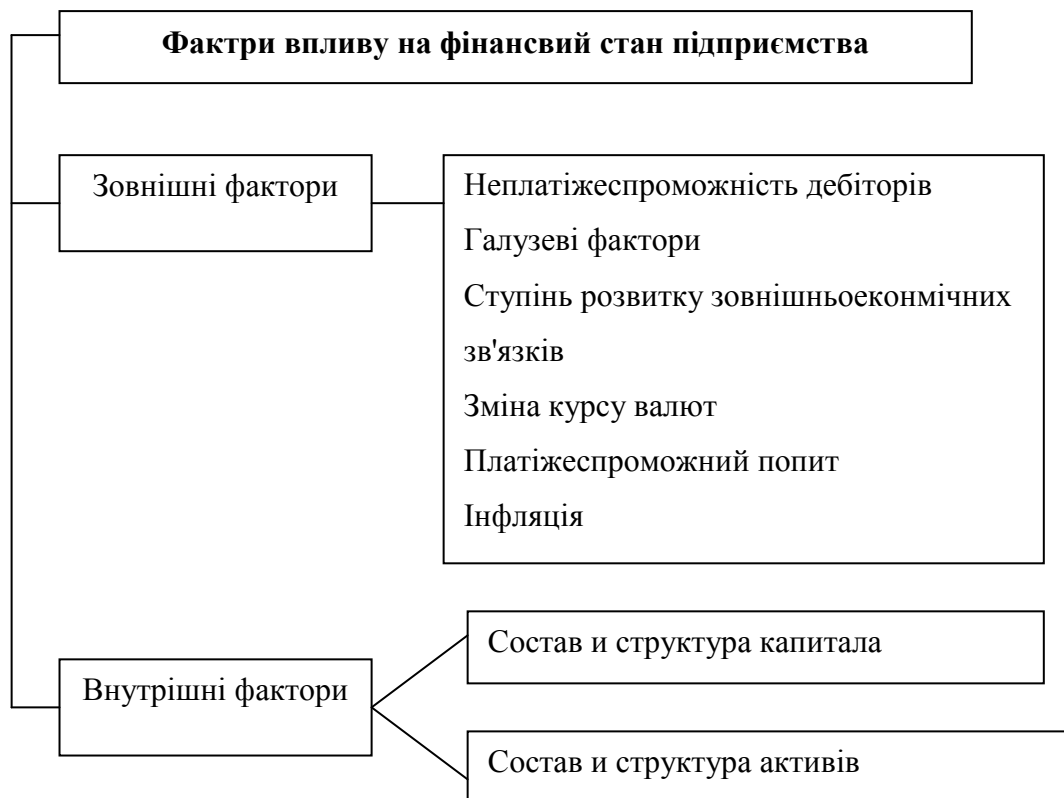 Фактри впливу на фінансвий стан підприємства
Зовнішні фактори
Неплатіжеспроможність дебіторів
Галузеві фактори
Ступінь розвитку зовнішньоеконмічних
зв'язків
Зміна курсу валют
Платіжеспроможний попит
Інфляція
Внутрішні фактори
Состав и структура капитала
Состав и структура активів